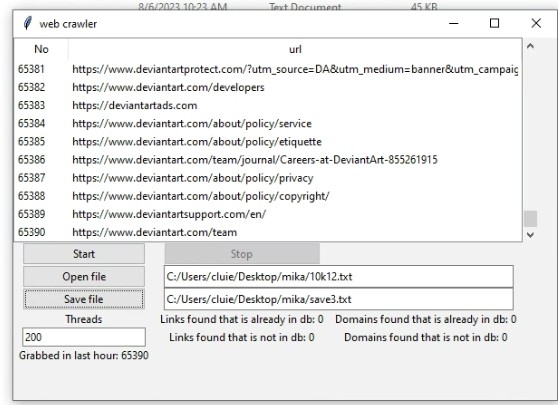 8/6/2023 10:23 AM Text Document 45 KB
web crawler
No url
65381 https://www.deviantartprotect.com/?utm_source=DA&utm_medium=banner&utm_campaig
65382 https://www.deviantart.com/developers
65383 https://deviantartads.com
65384 https://www.deviantart.com/about/policy/service
65385 https://www.deviantart.com/about/policy/etiquette
65386 https://www.deviantart.com/team/journal/Careers-at-DeviantArt-855261915
65387 https://www.deviantart.com/about/policy/privacy
65388 https://www.deviantart.com/about/policy/copyright/
65389 https://www.deviantartsupport.com/en/
65390 https://www.deviantart.com/team
Start Stop
Open file C:/Users/cluie/Desktop/mika/10k12.txt
Save file C:/Users/cluie/Desktop/mika/save3.txt
Threads Links found that is already in db: 0 Domains found that is already in db: 0
200 Links found that is not in db: 0 Domains found that is not in db: 0
Grabbed in last hour: 65390